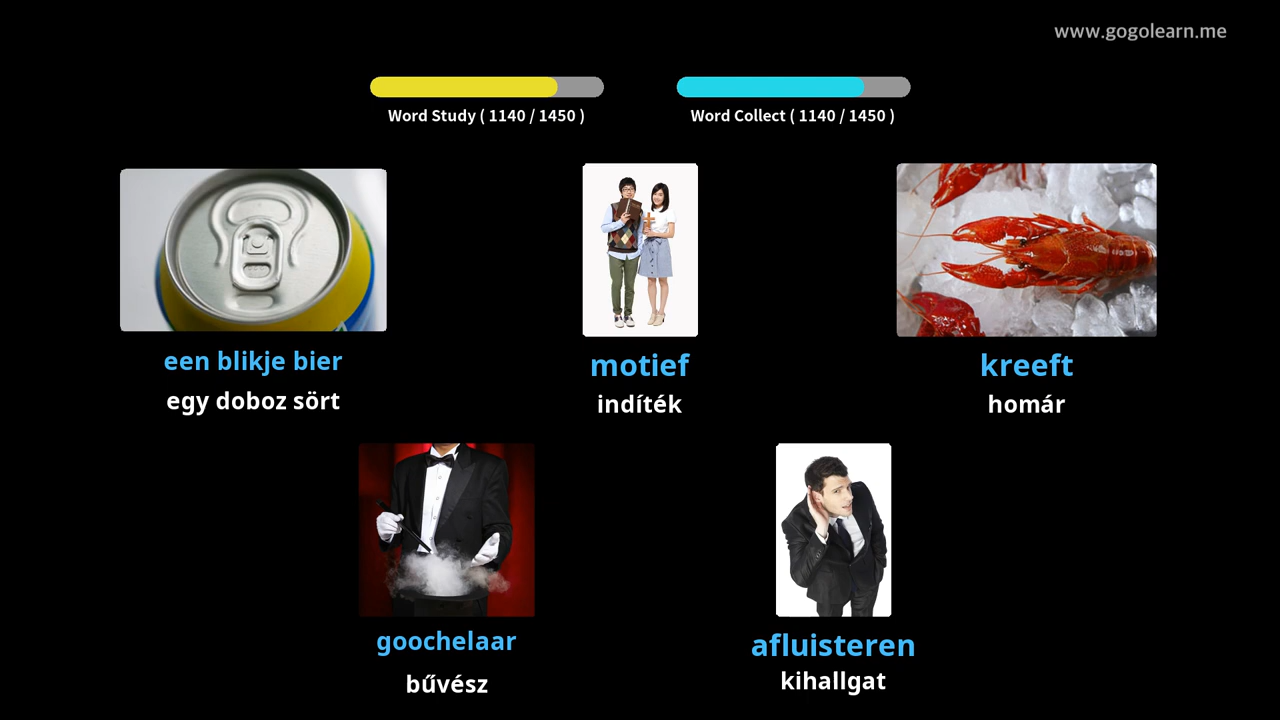 www.gogolearn.me
Word Study ( 1140 / 1450 )
Word Collect ( 1140 / 1450 )
een blikje bier
egy doboz sört
motief
indíték
kreeft
homár
goochelaar
bűvész
afluisteren
kihallgat